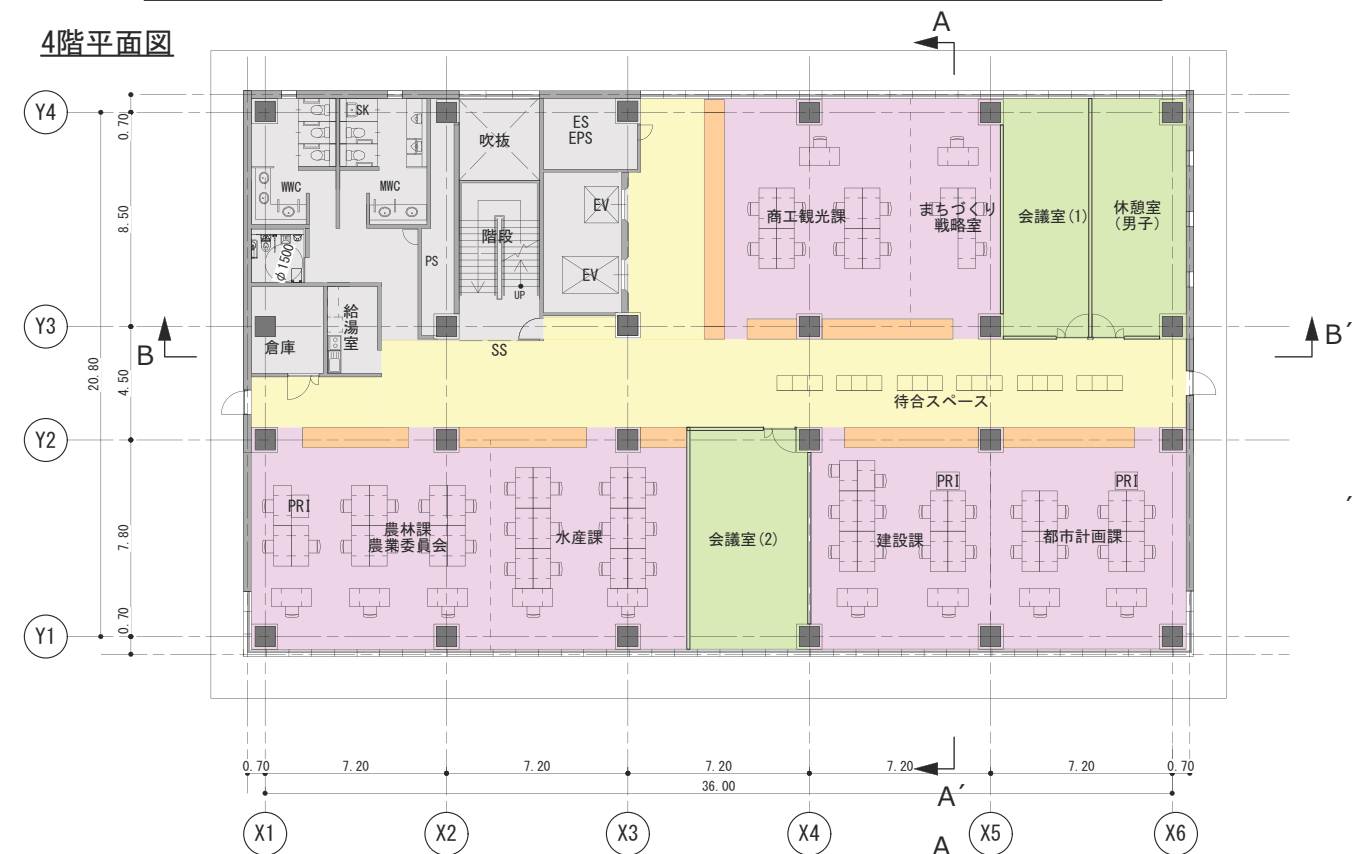 4階平面図
A
Y4
0.70
SK
吹抜
ES
EPS
WWC
MWC
EV
商工観光課
まちづくり
戦略室
会議室(1)
休憩室
(男子)
8.50
階段
φ1500
PS
EV
UP
Y3
給湯室
倉庫
SS
B
B′
20.80
4.50
待合スペース
Y2
PRI
PRI
PRI
農林課
農業委員会
水産課
会議室(2)
建設課
都市計画課
7.80
′
0.70
Y1
0.70
7.20
7.20
7.20
7.20
7.20
0.70
36.00
A′
X1
X2
X3
X4
X5
X6
A